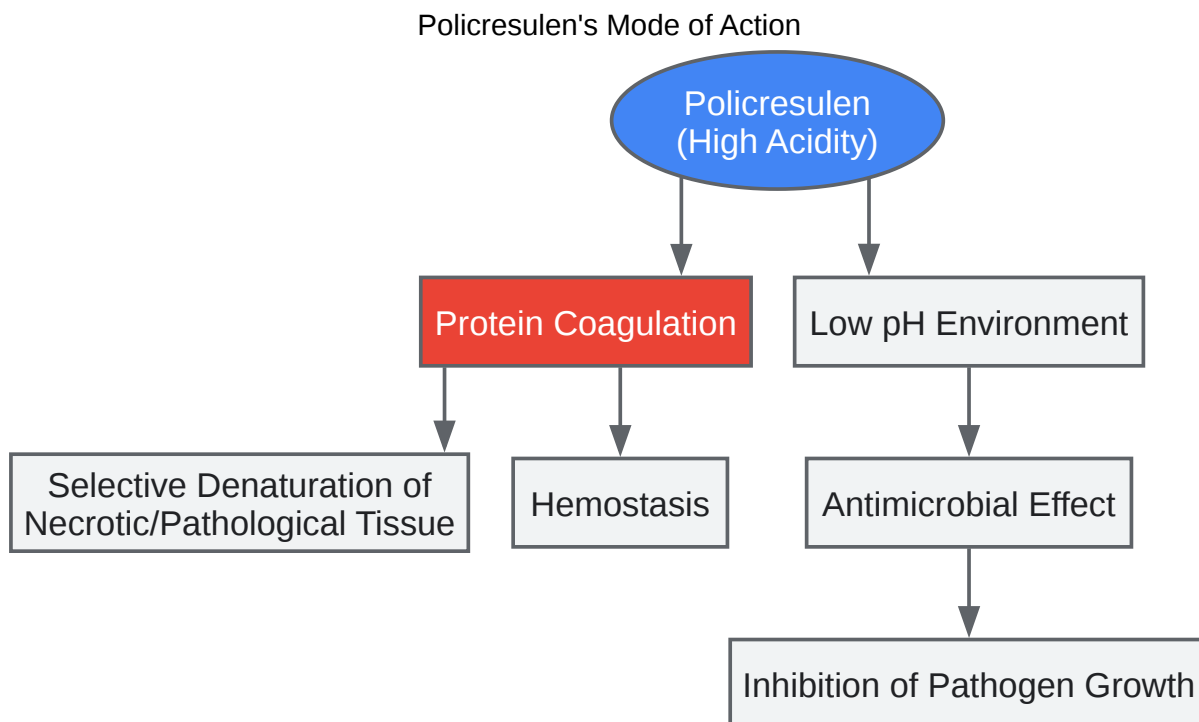 Policresulen's Mode of Action
Policresulen
(High Acidity)
Protein Coagulation
Low pH Environment
Selective Denaturation of
Necrotic/Pathological Tissue
Hemostasis
Antimicrobial Effect
Inhibition of Pathogen Growth